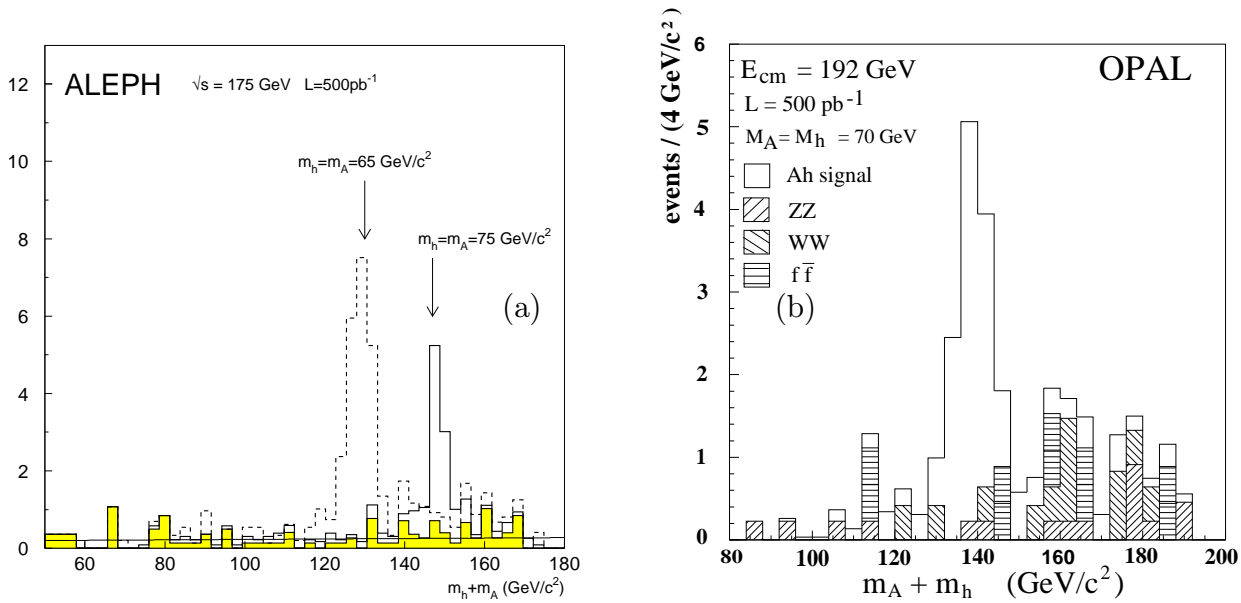 ALEPH √s = 175 GeV L=500pb⁻¹
12
10
8
6
4
2
0
m_h=m_A=65 GeV/c²
m_h=m_A=75 GeV/c²
(a)
60 80 100 120 140 160 180
m_h+m_A (GeV/c²)
events / (4 GeV/c²)
6
5
4
3
2
1
0
E_cm = 192 GeV OPAL
L = 500 pb⁻¹
M_A= M_h = 70 GeV
Ah signal
ZZ
WW
f f̅
(b)
80 100 120 140 160 180 200
m_A + m_h (GeV/c²)